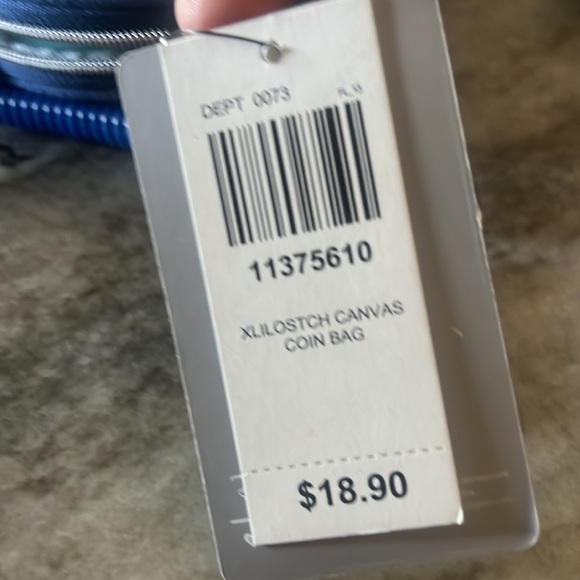 DEPT 0073
11375610
XLILOSTCH CANVAS
COIN BAG
$18.90